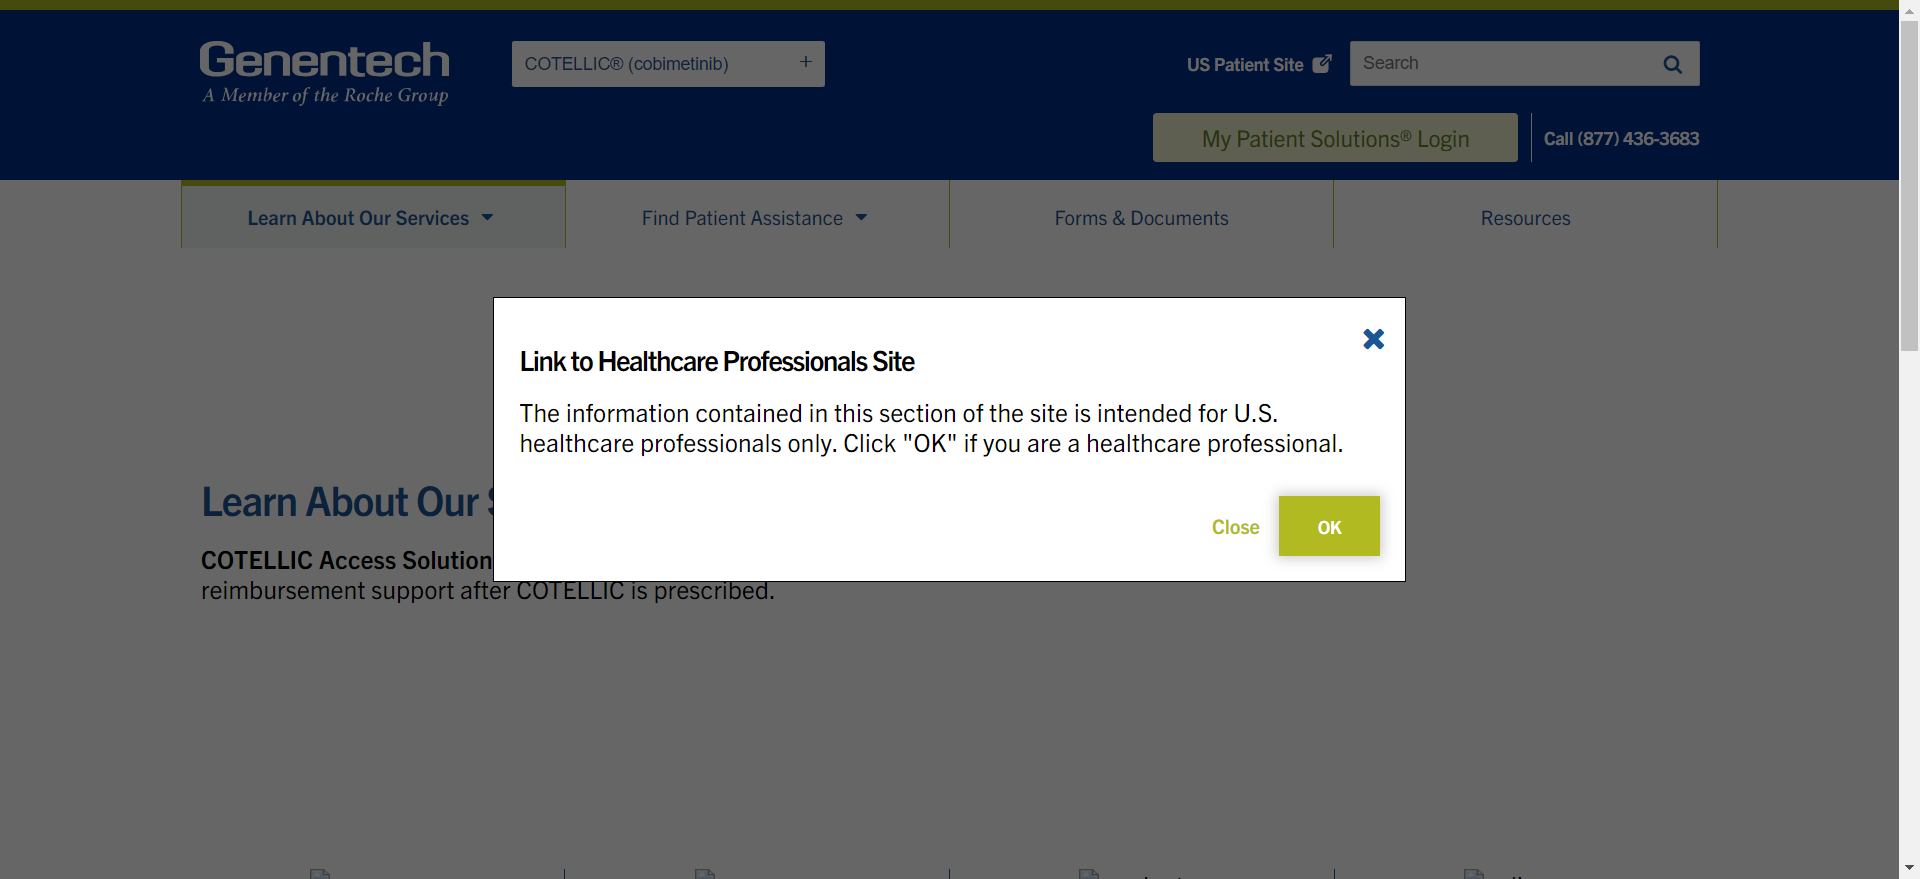 Genentech
A Member of the Roche Group
COTELLIC® (cobimetinib) +
US Patient Site
Search
My Patient Solutions® Login
Call (877) 436-3683
Learn About Our Services
Find Patient Assistance
Forms & Documents
Resources
Link to Healthcare Professionals Site
The information contained in this section of the site is intended for U.S.
healthcare professionals only. Click "OK" if you are a healthcare professional.
Close
OK
Learn About Our
COTELLIC Access Solution
reimbursement support after COTELLIC is prescribed.